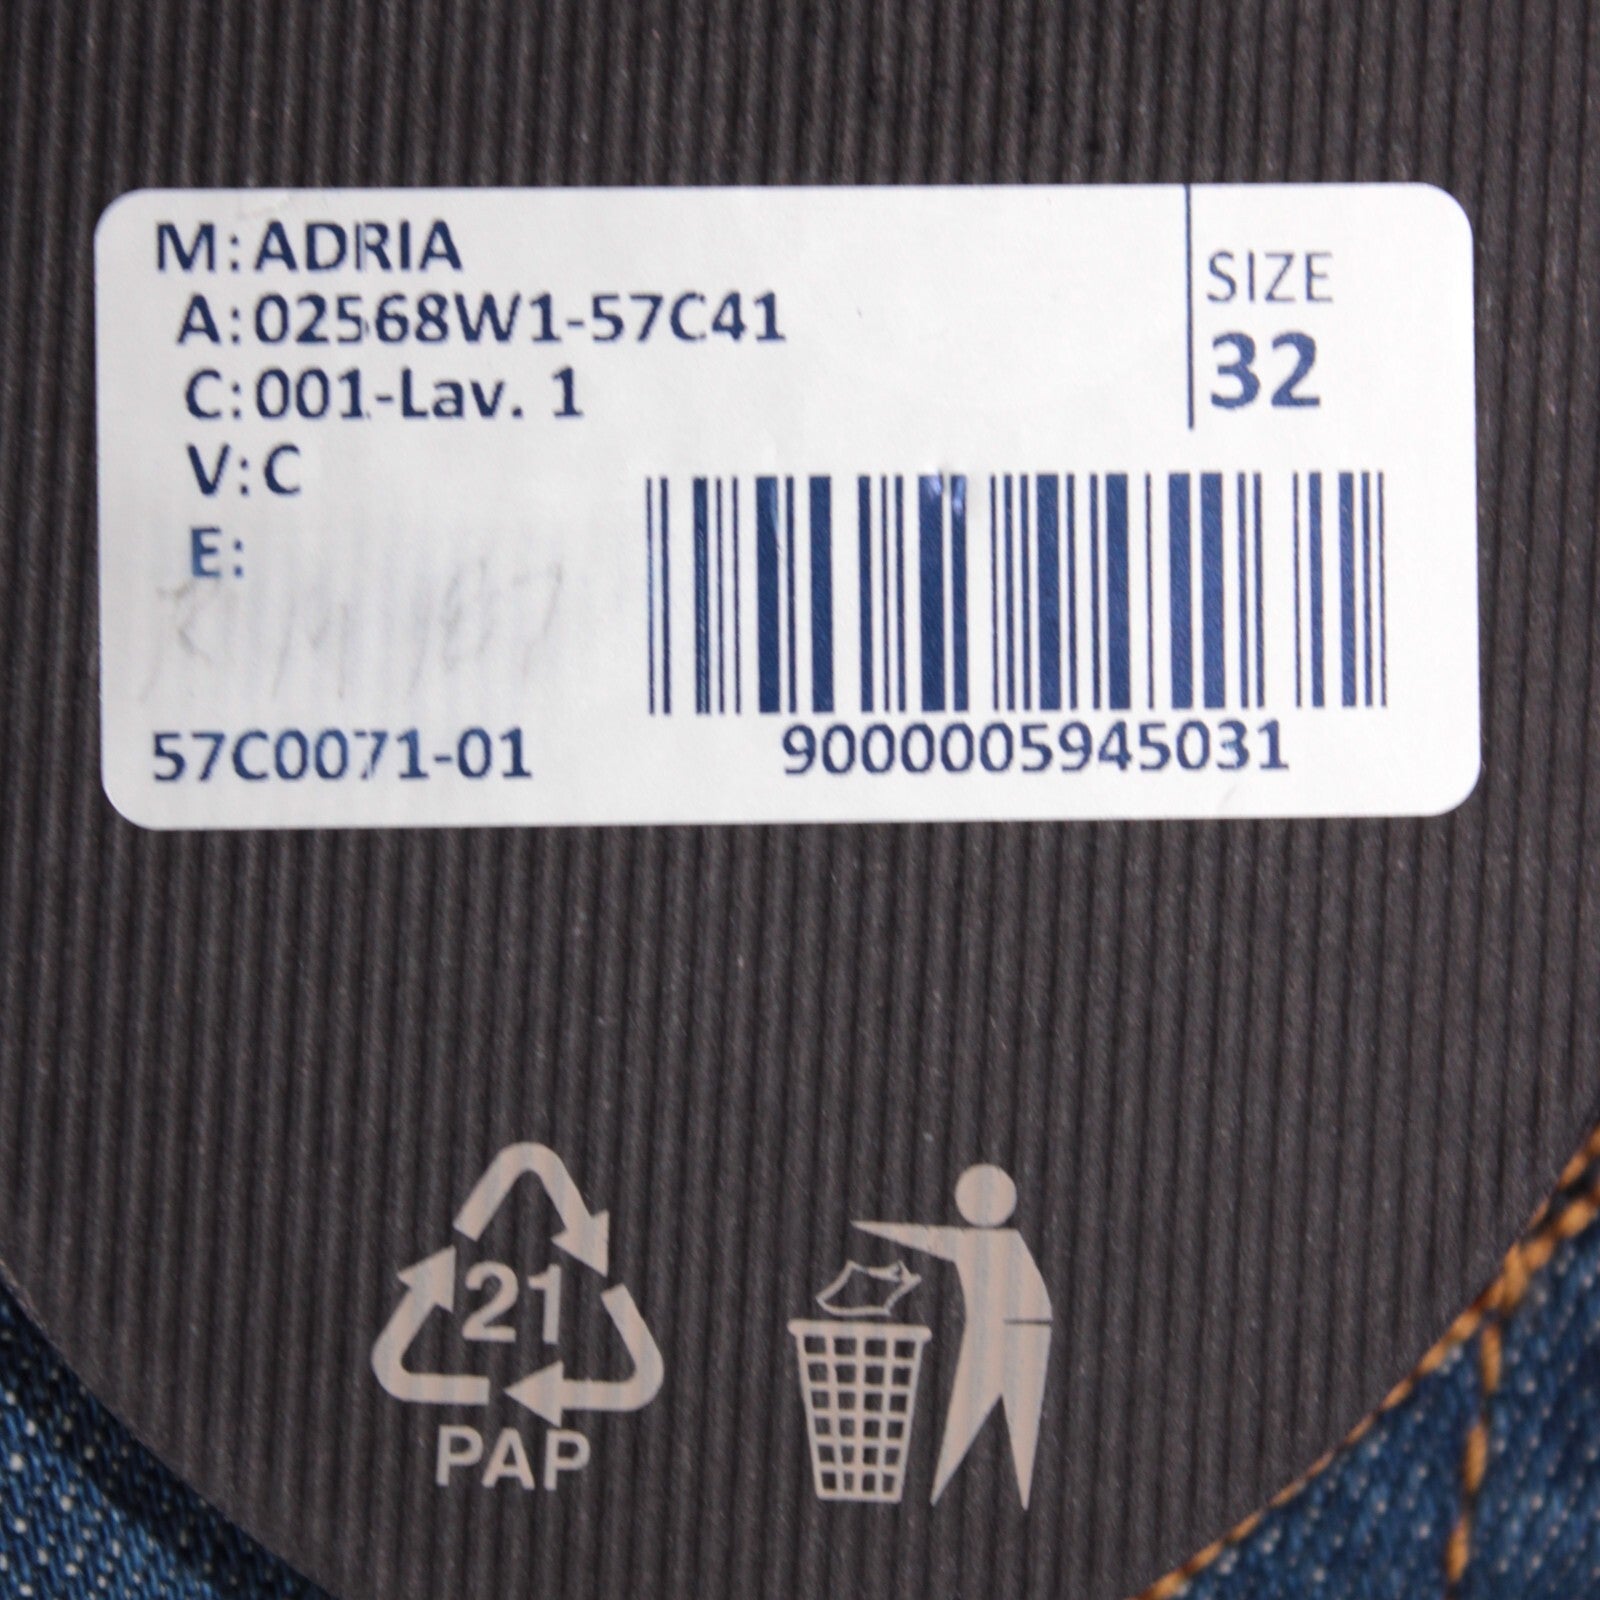 M: ADRIA
A: 02568W1-57C41
C: 001-Lav. 1
V: C
E:
SIZE
32
57C0071-01
9000005945031
21
PAP